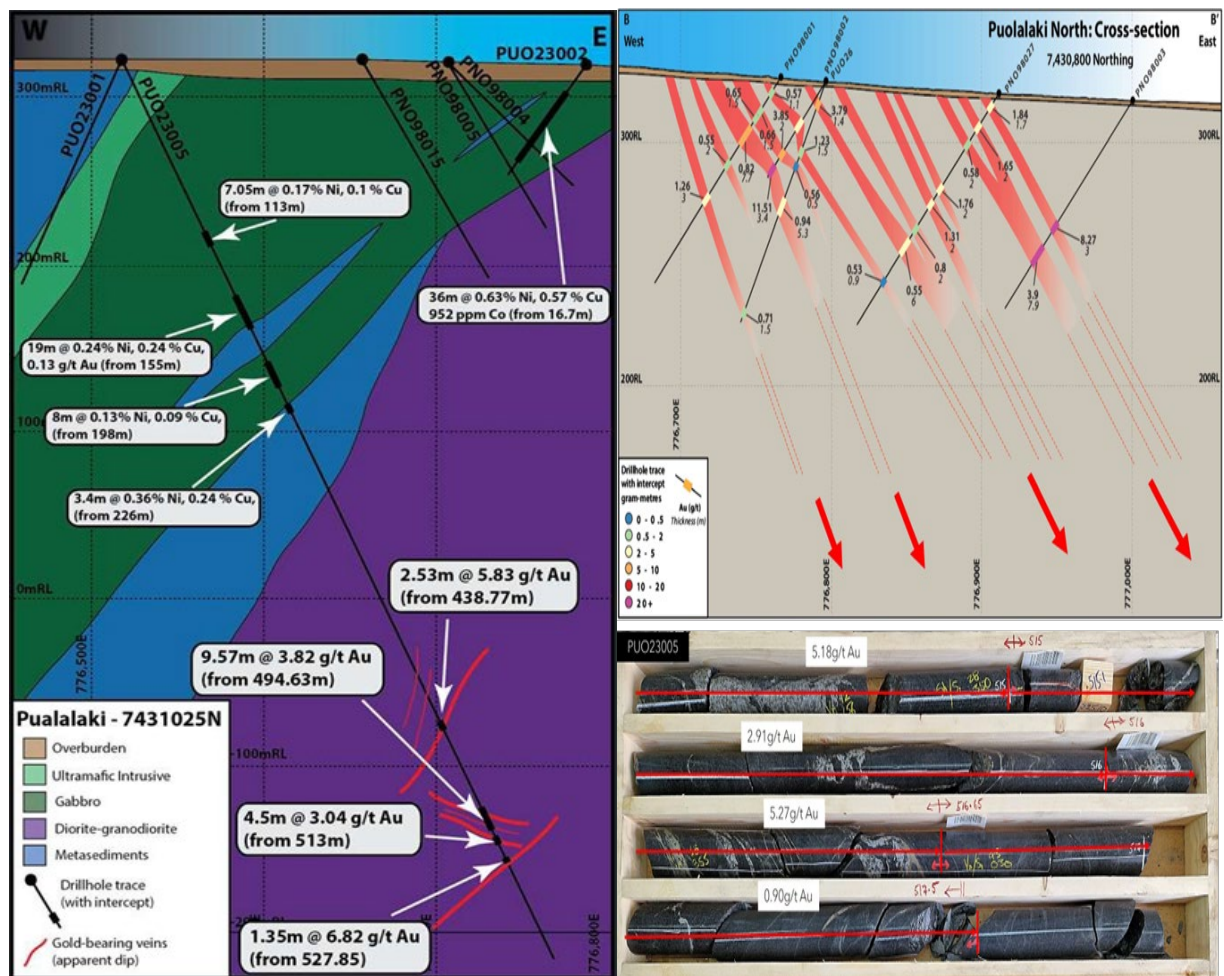 W
E
PUO23002
PUO23001
PUO23005
PNO98015
PNO98005
PNO98004
300mRL
7.05m @ 0.17% Ni, 0.1 % Cu
(from 113m)
200mRL
36m @ 0.63% Ni, 0.57 % Cu
952 ppm Co (from 16.7m)
19m @ 0.24% Ni, 0.24 % Cu,
0.13 g/t Au (from 155m)
8m @ 0.13% Ni, 0.09 % Cu,
(from 198m)
3.4m @ 0.36% Ni, 0.24 % Cu,
(from 226m)
2.53m @ 5.83 g/t Au
(from 438.77m)
0mRL
776,500E
9.57m @ 3.82 g/t Au
(from 494.63m)
-100mRL
4.5m @ 3.04 g/t Au
(from 513m)
1.35m @ 6.82 g/t Au
(from 527.85)
776,800E
Pualalaki - 7431025N
Overburden
Ultramafic Intrusive
Gabbro
Diorite-granodiorite
Metasediments
Drillhole trace
(with intercept)
Gold-bearing veins
(apparent dip)
B
West
PNO98001
PNO98002
PUO26
Puolalaki North: Cross-section
7,430,800 Northing
B'
East
PNO98027
PNO98003
300RL
300RL
0.65
1.5
0.57
1.1
3.85
2
3.79
1.4
0.66
1.5
1.23
1.5
0.55
2
0.82
7.7
1.26
3
11.51
3.4
0.56
0.5
0.94
5.3
1.84
1.7
1.65
2
0.58
2
1.76
2
1.31
2
0.8
2
0.53
0.9
0.55
6
8.27
3
3.9
7.9
0.71
1.5
200RL
200RL
776,700E
776,800E
776,900E
777,000E
Drillhole trace
with intercept
gram-metres
Au (g/t)
Thickness (m)
0 - 0.5
0.5 - 2
2 - 5
5 - 10
10 - 20
20+
PUO23005
5.18g/t Au
515
515.1
2.91g/t Au
516
516
5.27g/t Au
516.65
0.90g/t Au
517.5